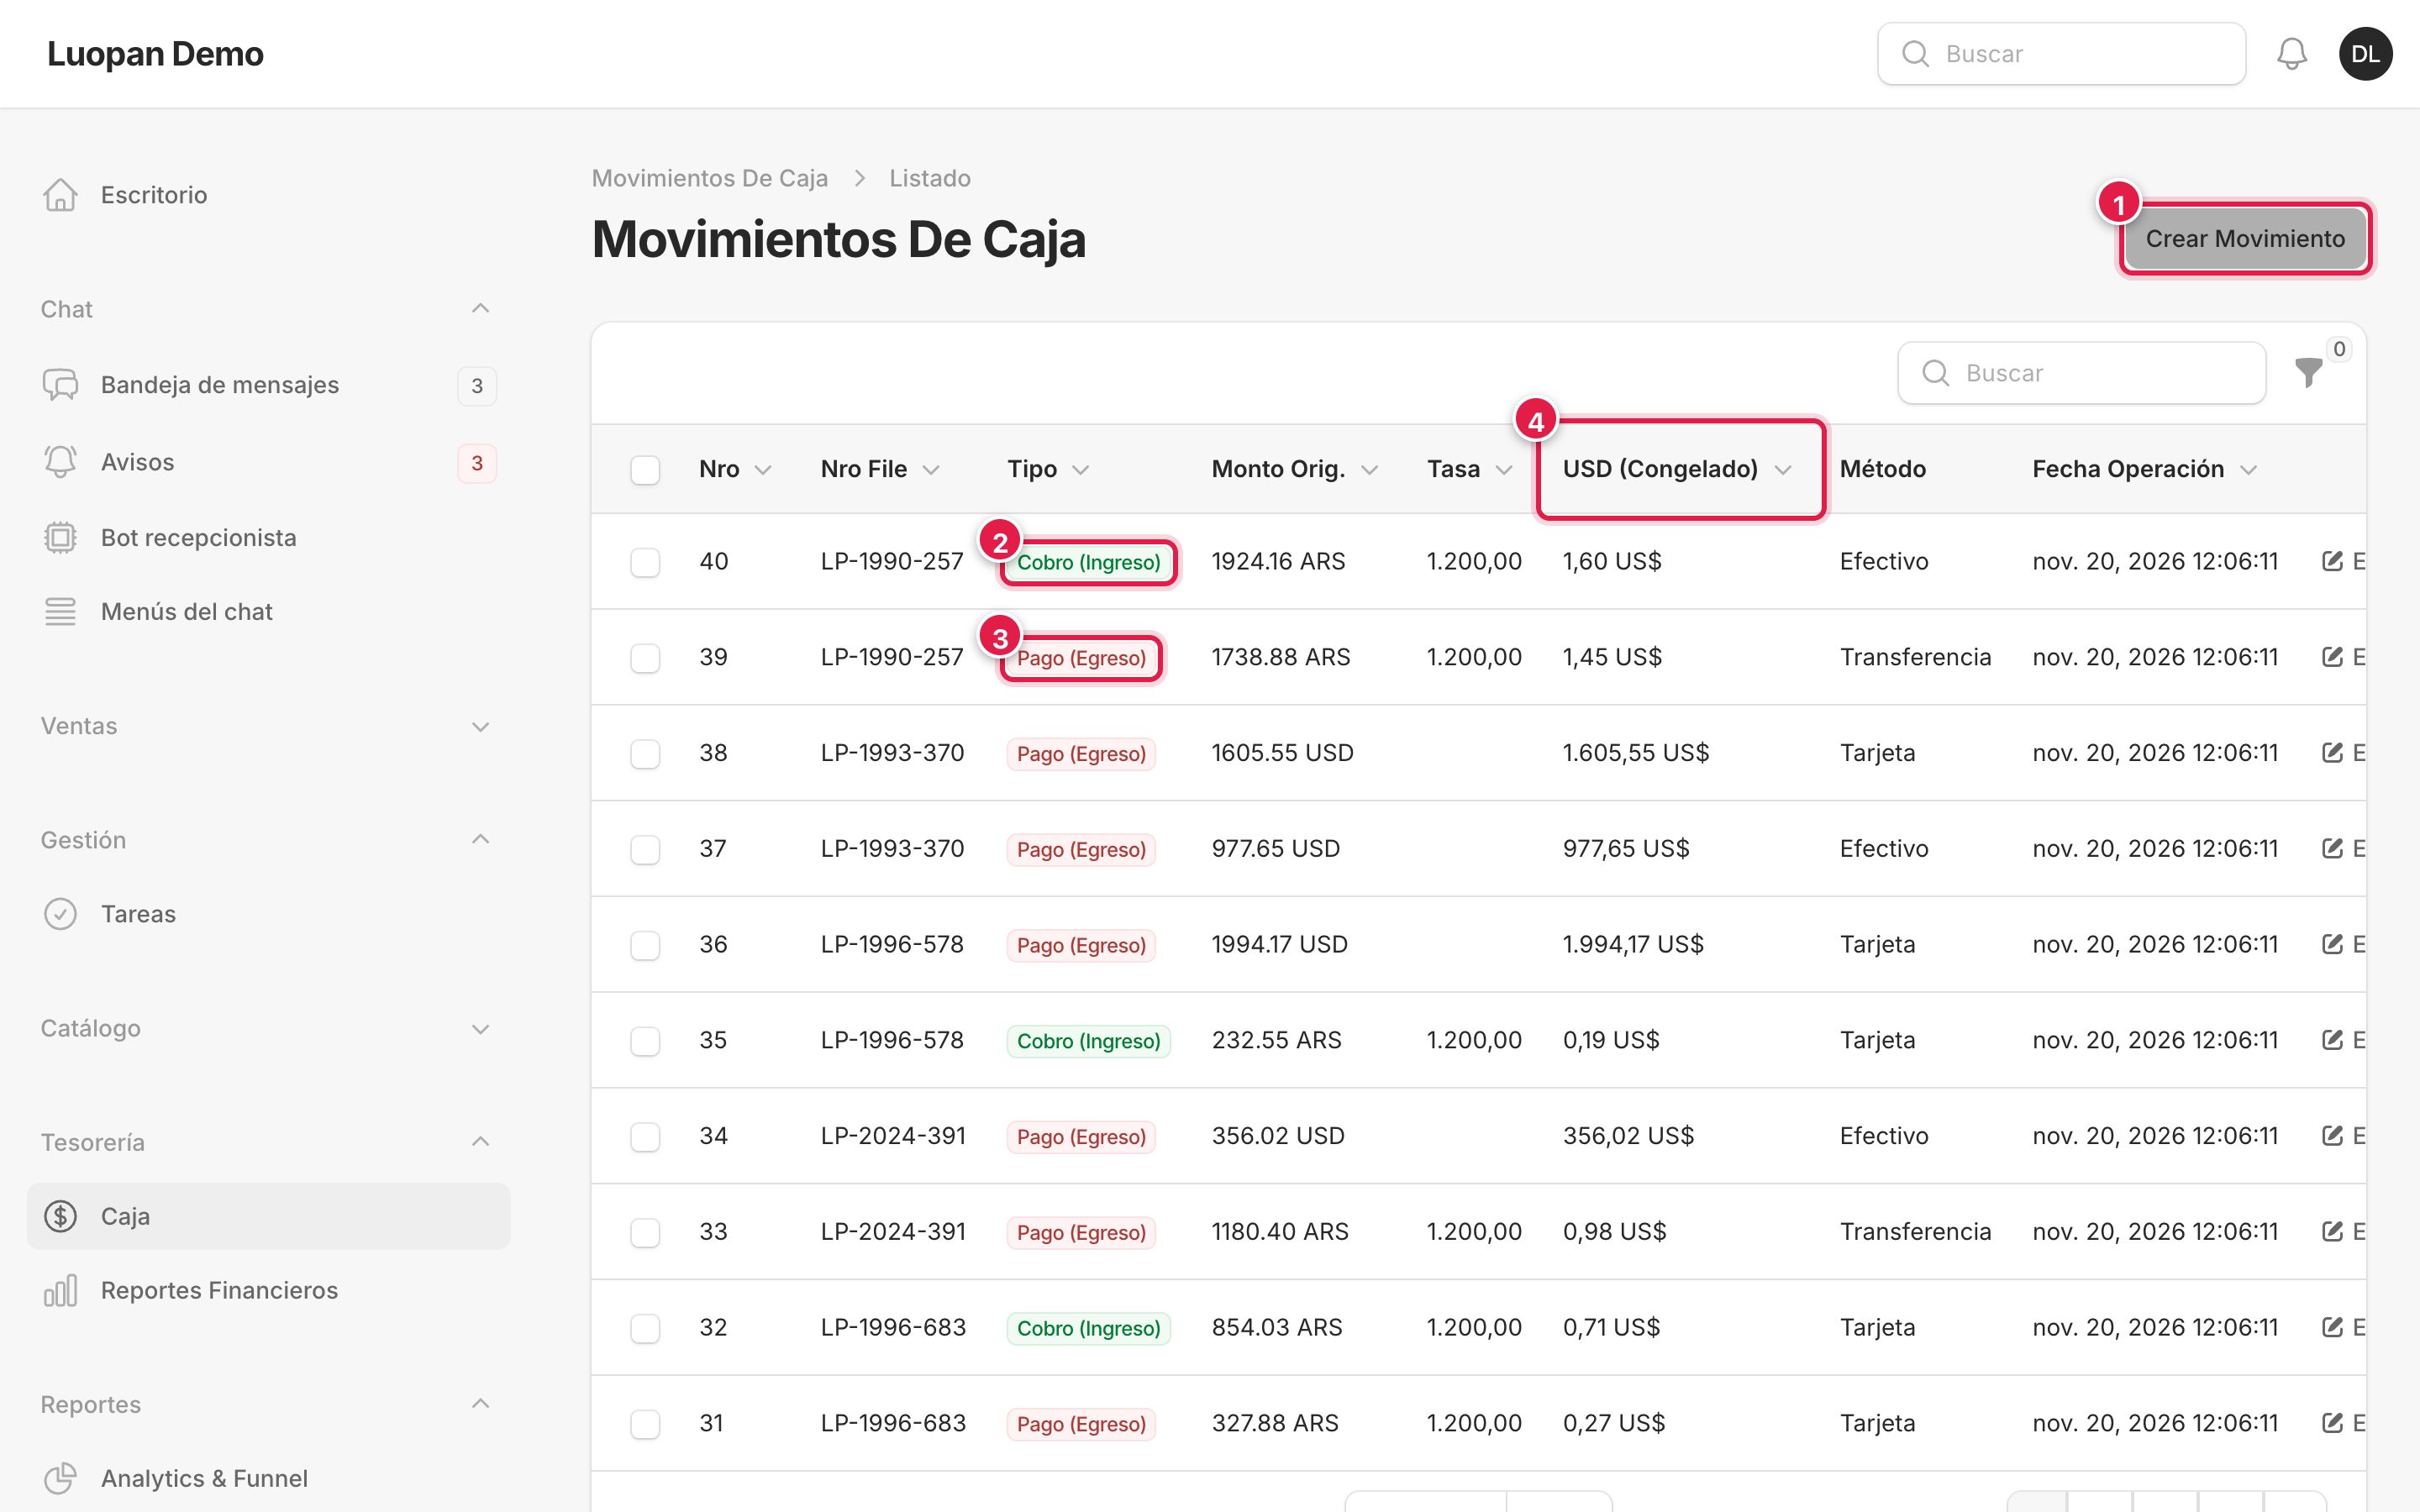 Luopan Demo
Buscar
DL
Escritorio
Chat
Bandeja de mensajes 3
Avisos 3
Bot recepcionista
Menús del chat
Ventas
Gestión
Tareas
Catálogo
Tesorería
Caja
Reportes Financieros
Reportes
Analytics & Funnel
Movimientos De Caja > Listado
Movimientos De Caja
1
Crear Movimiento
Buscar
0
4
Nro Nro File Tipo Monto Orig. Tasa USD (Congelado) Método Fecha Operación
2
40 LP-1990-257 Cobro (Ingreso) 1924.16 ARS 1.200,00 1,60 US$ Efectivo nov. 20, 2026 12:06:11 E
3
39 LP-1990-257 Pago (Egreso) 1738.88 ARS 1.200,00 1,45 US$ Transferencia nov. 20, 2026 12:06:11 E
38 LP-1993-370 Pago (Egreso) 1605.55 USD 1.605,55 US$ Tarjeta nov. 20, 2026 12:06:11 E
37 LP-1993-370 Pago (Egreso) 977.65 USD 977,65 US$ Efectivo nov. 20, 2026 12:06:11 E
36 LP-1996-578 Pago (Egreso) 1994.17 USD 1.994,17 US$ Tarjeta nov. 20, 2026 12:06:11 E
35 LP-1996-578 Cobro (Ingreso) 232.55 ARS 1.200,00 0,19 US$ Tarjeta nov. 20, 2026 12:06:11 E
34 LP-2024-391 Pago (Egreso) 356.02 USD 356,02 US$ Efectivo nov. 20, 2026 12:06:11 E
33 LP-2024-391 Pago (Egreso) 1180.40 ARS 1.200,00 0,98 US$ Transferencia nov. 20, 2026 12:06:11 E
32 LP-1996-683 Cobro (Ingreso) 854.03 ARS 1.200,00 0,71 US$ Tarjeta nov. 20, 2026 12:06:11 E
31 LP-1996-683 Pago (Egreso) 327.88 ARS 1.200,00 0,27 US$ Tarjeta nov. 20, 2026 12:06:11 E